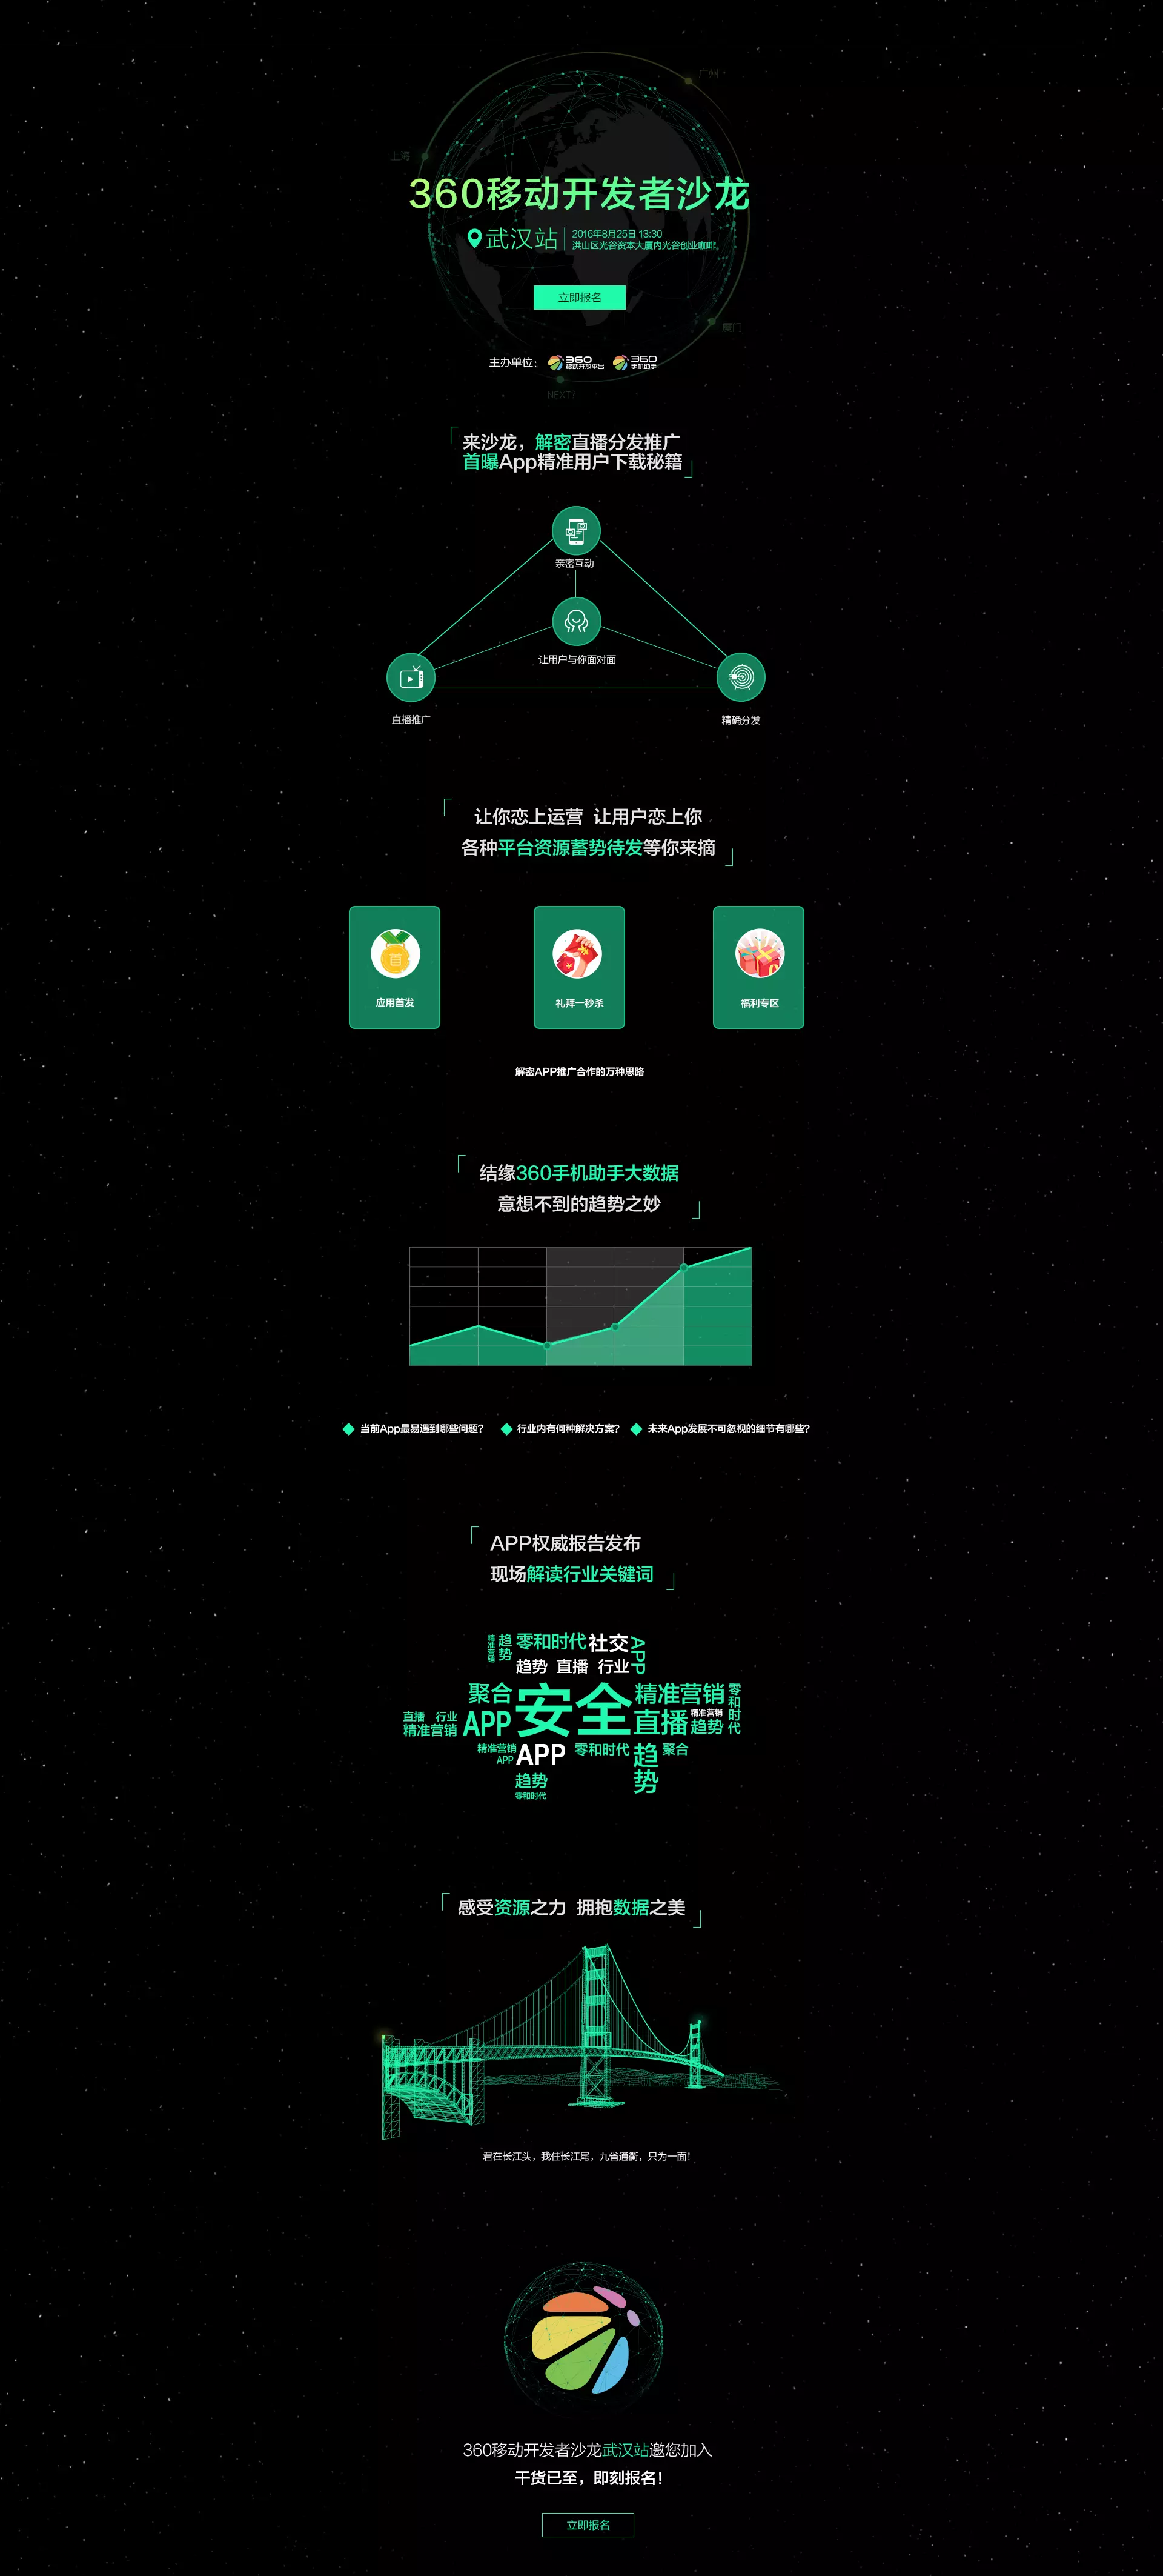 广州
上海
360移动开发者沙龙
武汉站
2016年8月25日 13:30
洪山区光谷资本大厦内光谷创业咖啡
立即报名
厦门
主办单位：
360
移动开放平台
360
手机助手
NEXT?
来沙龙，解密直播分发推广
首曝App精准用户下载秘籍
亲密互动
让用户与你面对面
直播推广
精确分发
让你恋上运营 让用户恋上你
各种平台资源蓄势待发等你来摘
首
应用首发
礼拜一秒杀
福利专区
解密APP推广合作的万种思路
结缘360手机助手大数据
意想不到的趋势之妙
当前App最易遇到哪些问题?
行业内有何种解决方案?
未来App发展不可忽视的细节有哪些?
APP权威报告发布
现场解读行业关键词
精准营销
趋势
零和时代
社交
APP
趋势 直播 行业
聚合
安全
精准营销
零和时代
直播 行业
精准营销
APP
直播
精准营销
趋势
精准营销
APP
APP
零和时代
趋势
聚合
趋势
零和时代
感受资源之力 拥抱数据之美
君在长江头，我住长江尾，九省通衢，只为一面！
360移动开发者沙龙武汉站邀您加入
干货已至，即刻报名！
立即报名